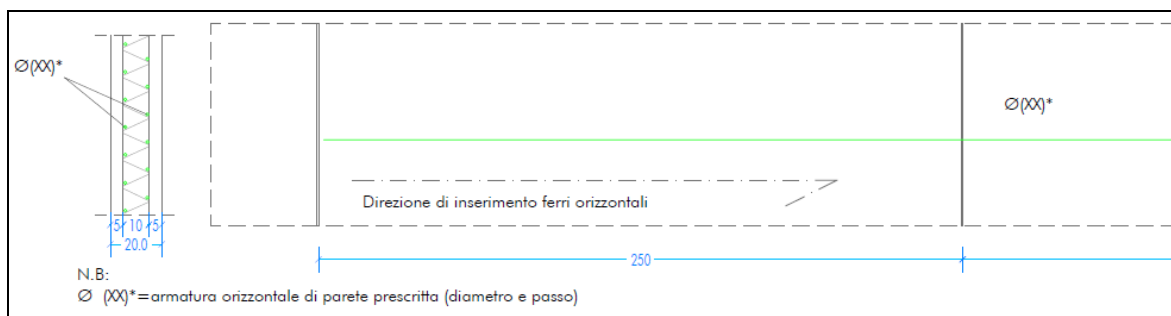 Ø(XX)*
Ø(XX)*
Direzione di inserimento ferri orizzontali
5 10 5
20.0
250
N.B:
Ø (XX)*=armatura orizzontale di parete prescritta (diametro e passo)